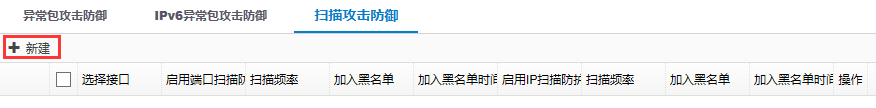 异常包攻击防御 IPv6异常包攻击防御 扫描攻击防御
新建
选择接口 启用端口扫描防 扫描频率 加入黑名单 加入黑名单时间 启用IP扫描防护 扫描频率 加入黑名单 加入黑名单时间 操作